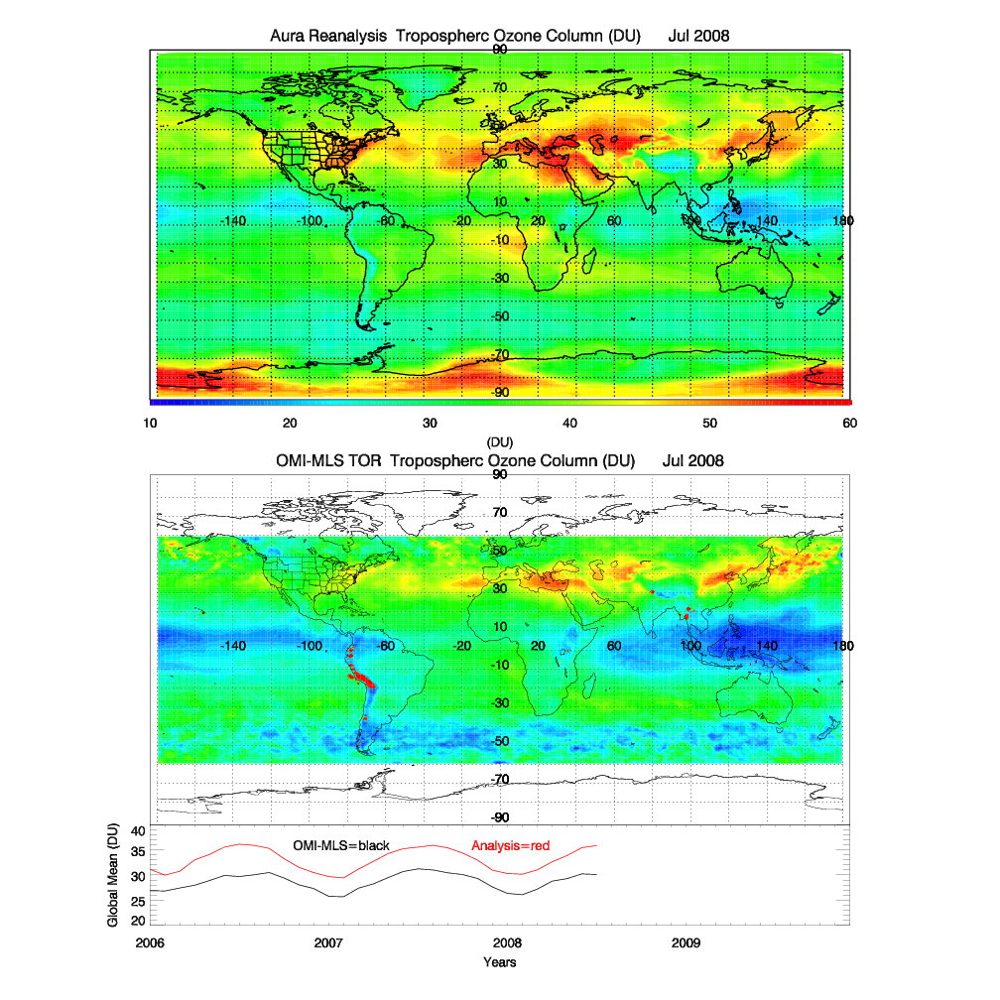 Aura Reanalysis Tropospherc Ozone Column (DU) Jul 2008
90
70
50
30
10
-140 -100 -60 -20 20 60 100 140 180
-10
-30
-50
-70
-90
10 20 30 40 50 60
(DU)
OMI-MLS TOR Tropospherc Ozone Column (DU) Jul 2008
90
70
50
30
10
-140 -100 -60 -20 20 60 100 140 180
-10
-30
-50
-70
-90
Global Mean (DU)
40
35
30
25
20
OMI-MLS=black Analysis=red
2006 2007 2008 2009
Years